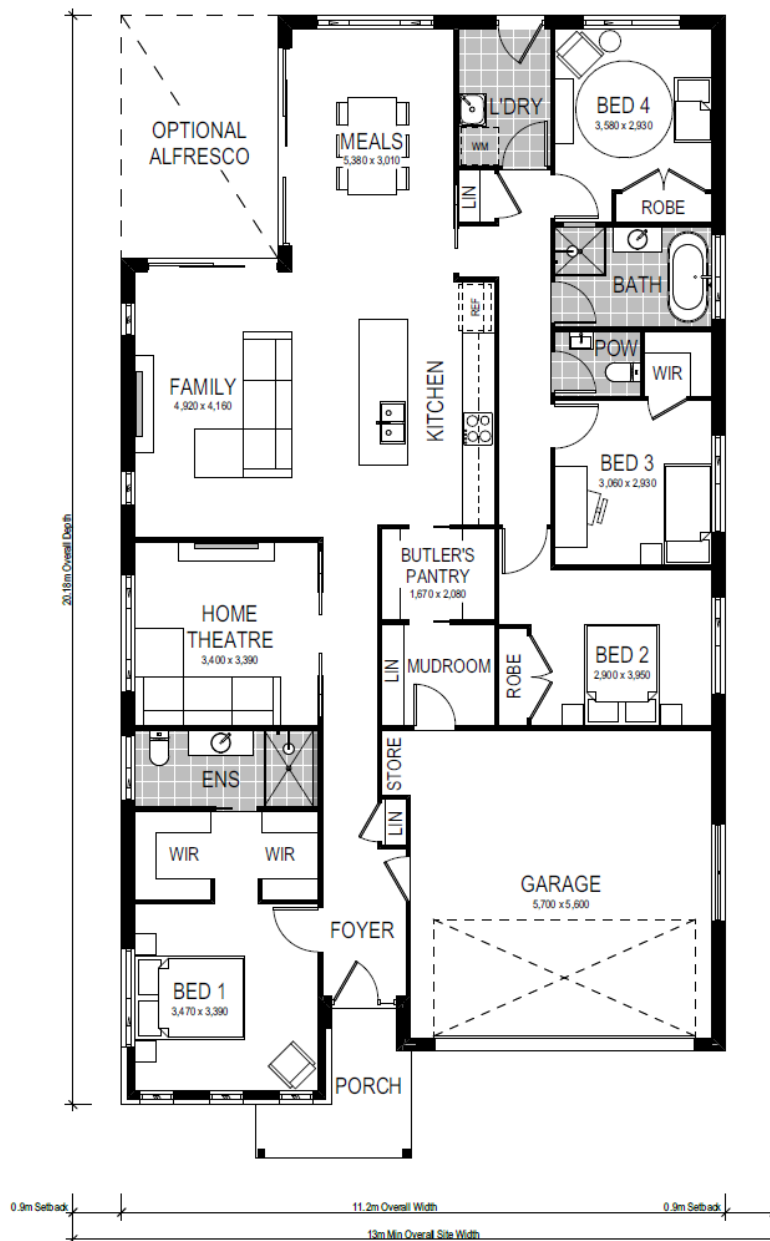 OPTIONAL
ALFRESCO
MEALS
5,380 x 3,010
L'DRY
WM
BED 4
3,580 x 2,930
ROBE
LIN
BATH
REF
POW
WIR
FAMILY
4,920 x 4,160
KITCHEN
BED 3
3,060 x 2,930
20.18m Overall Depth
BUTLER'S
PANTRY
1,670 x 2,080
HOME
THEATRE
3,400 x 3,390
LIN
MUDROOM
ROBE
BED 2
2,900 x 3,950
ENS
STORE
LIN
WIR
WIR
GARAGE
5,700 x 5,600
FOYER
BED 1
3,470 x 3,390
PORCH
0.9m Setback
11.2m Overall Width
0.9m Setback
13m Min Overall Site Width